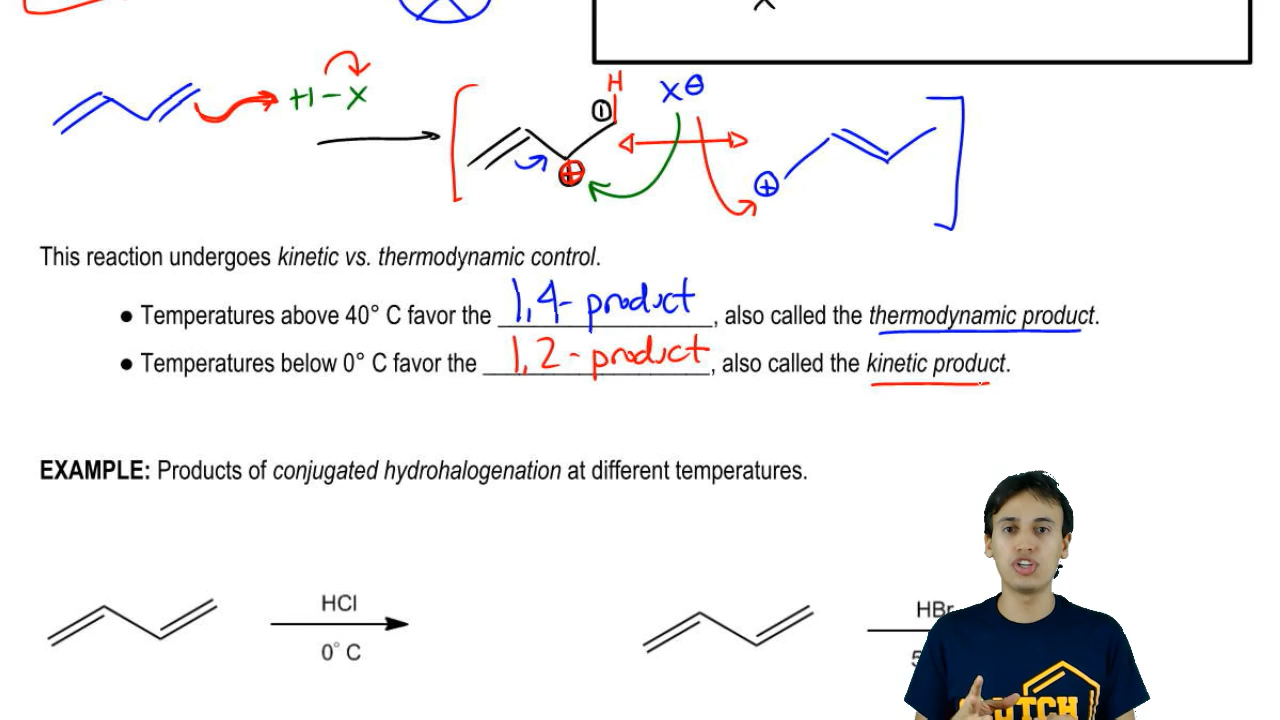 X
H-X
H
1
X⊖
+
+
This reaction undergoes kinetic vs. thermodynamic control.
● Temperatures above 40° C favor the 1,4- product, also called the thermodynamic product.
● Temperatures below 0° C favor the 1,2-product, also called the kinetic product.
EXAMPLE: Products of conjugated hydrohalogenation at different temperatures.
HCl
0° C
HBr